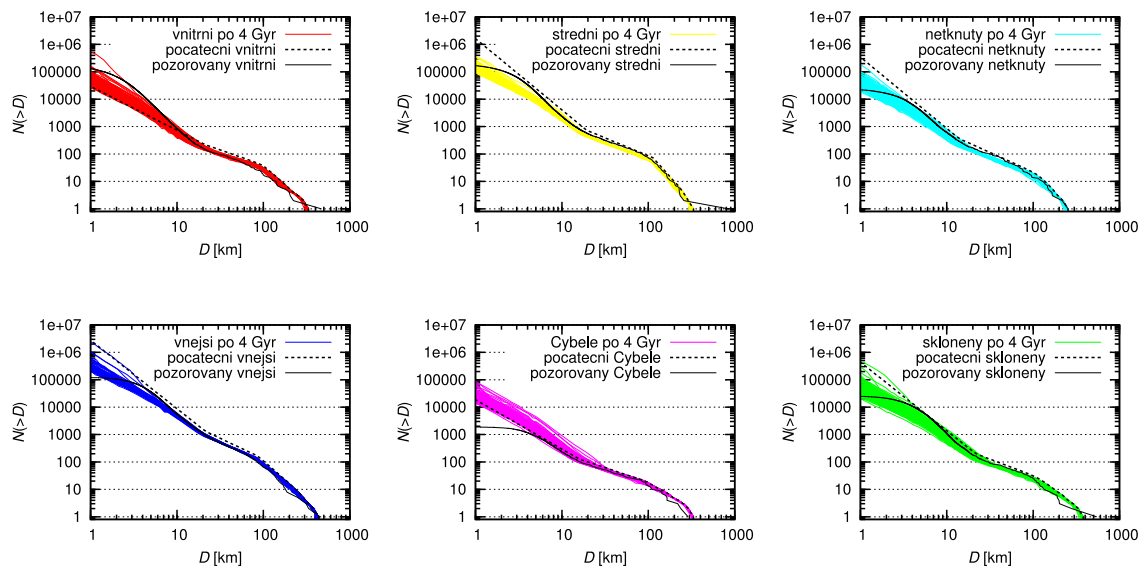 1e+07
1e+06
100000
10000
1000
100
10
1
N(>D)
vnitrni po 4 Gyr
pocatecni vnitrni
pozorovany vnitrni
1 10 100 1000
D [km]
1e+07
1e+06
100000
10000
1000
100
10
1
N(>D)
stredni po 4 Gyr
pocatecni stredni
pozorovany stredni
1 10 100 1000
D [km]
1e+07
1e+06
100000
10000
1000
100
10
1
N(>D)
netknuty po 4 Gyr
pocatecni netknuty
pozorovany netknuty
1 10 100 1000
D [km]
1e+07
1e+06
100000
10000
1000
100
10
1
N(>D)
vnejsi po 4 Gyr
pocatecni vnejsi
pozorovany vnejsi
1 10 100 1000
D [km]
1e+07
1e+06
100000
10000
1000
100
10
1
N(>D)
Cybele po 4 Gyr
pocatecni Cybele
pozorovany Cybele
1 10 100 1000
D [km]
1e+07
1e+06
100000
10000
1000
100
10
1
N(>D)
skloneny po 4 Gyr
pocatecni skloneny
pozorovany skloneny
1 10 100 1000
D [km]